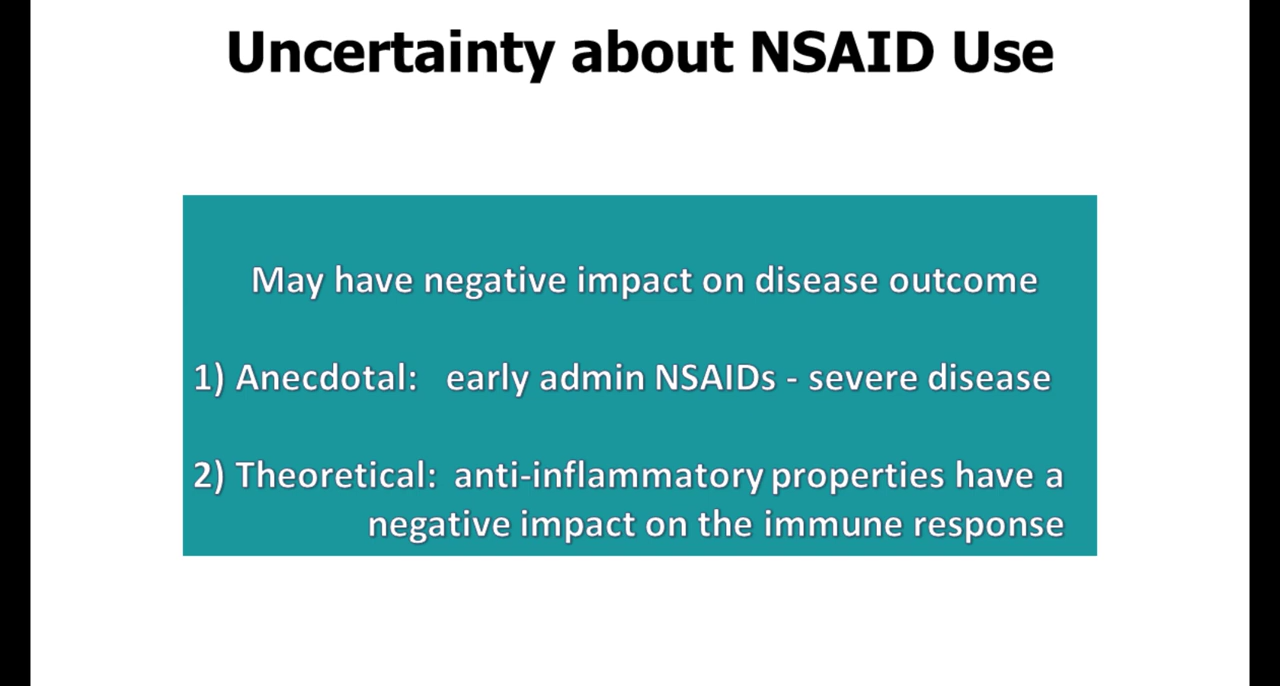 Uncertainty about NSAID Use
May have negative impact on disease outcome
1) Anecdotal: early admin NSAIDs - severe disease
2) Theoretical: anti-inflammatory properties have a
negative impact on the immune response